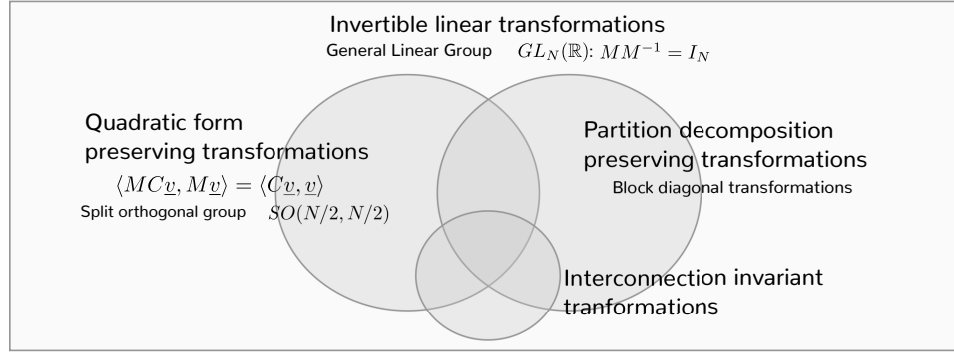 Invertible linear transformations
General Linear Group GL_N(ℝ): MM^{-1} = I_N
Quadratic form
preserving transformations
⟨MCv̲, Mv̲⟩ = ⟨Cv̲, v̲⟩
Split orthogonal group SO(N/2, N/2)
Partition decomposition
preserving transformations
Block diagonal transformations
Interconnection invariant
tranformations